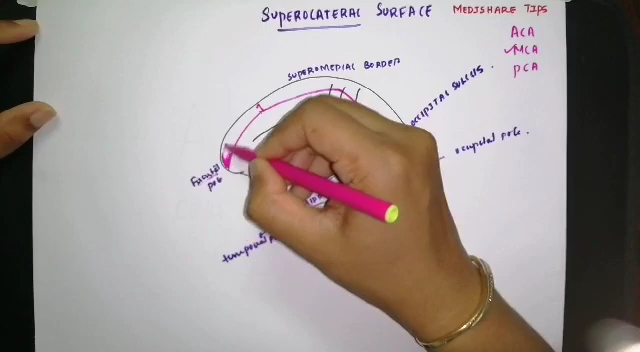 SUPEROLATERAL SURFACE MEDISHARE TIPS
ACA
✓MCA
PCA
SUPEROMEDIAL BORDER
OCCIPITAL SULCUS.
occipital pole.
Frontal
pole
temporal